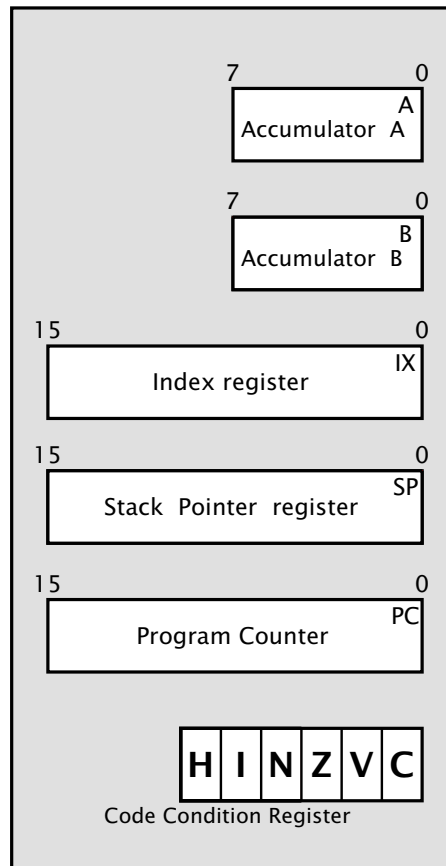 7 0
A
Accumulator A
7 0
B
Accumulator B
15 0
IX
Index register
15 0
SP
Stack Pointer register
15 0
PC
Program Counter
H I N Z V C
Code Condition Register